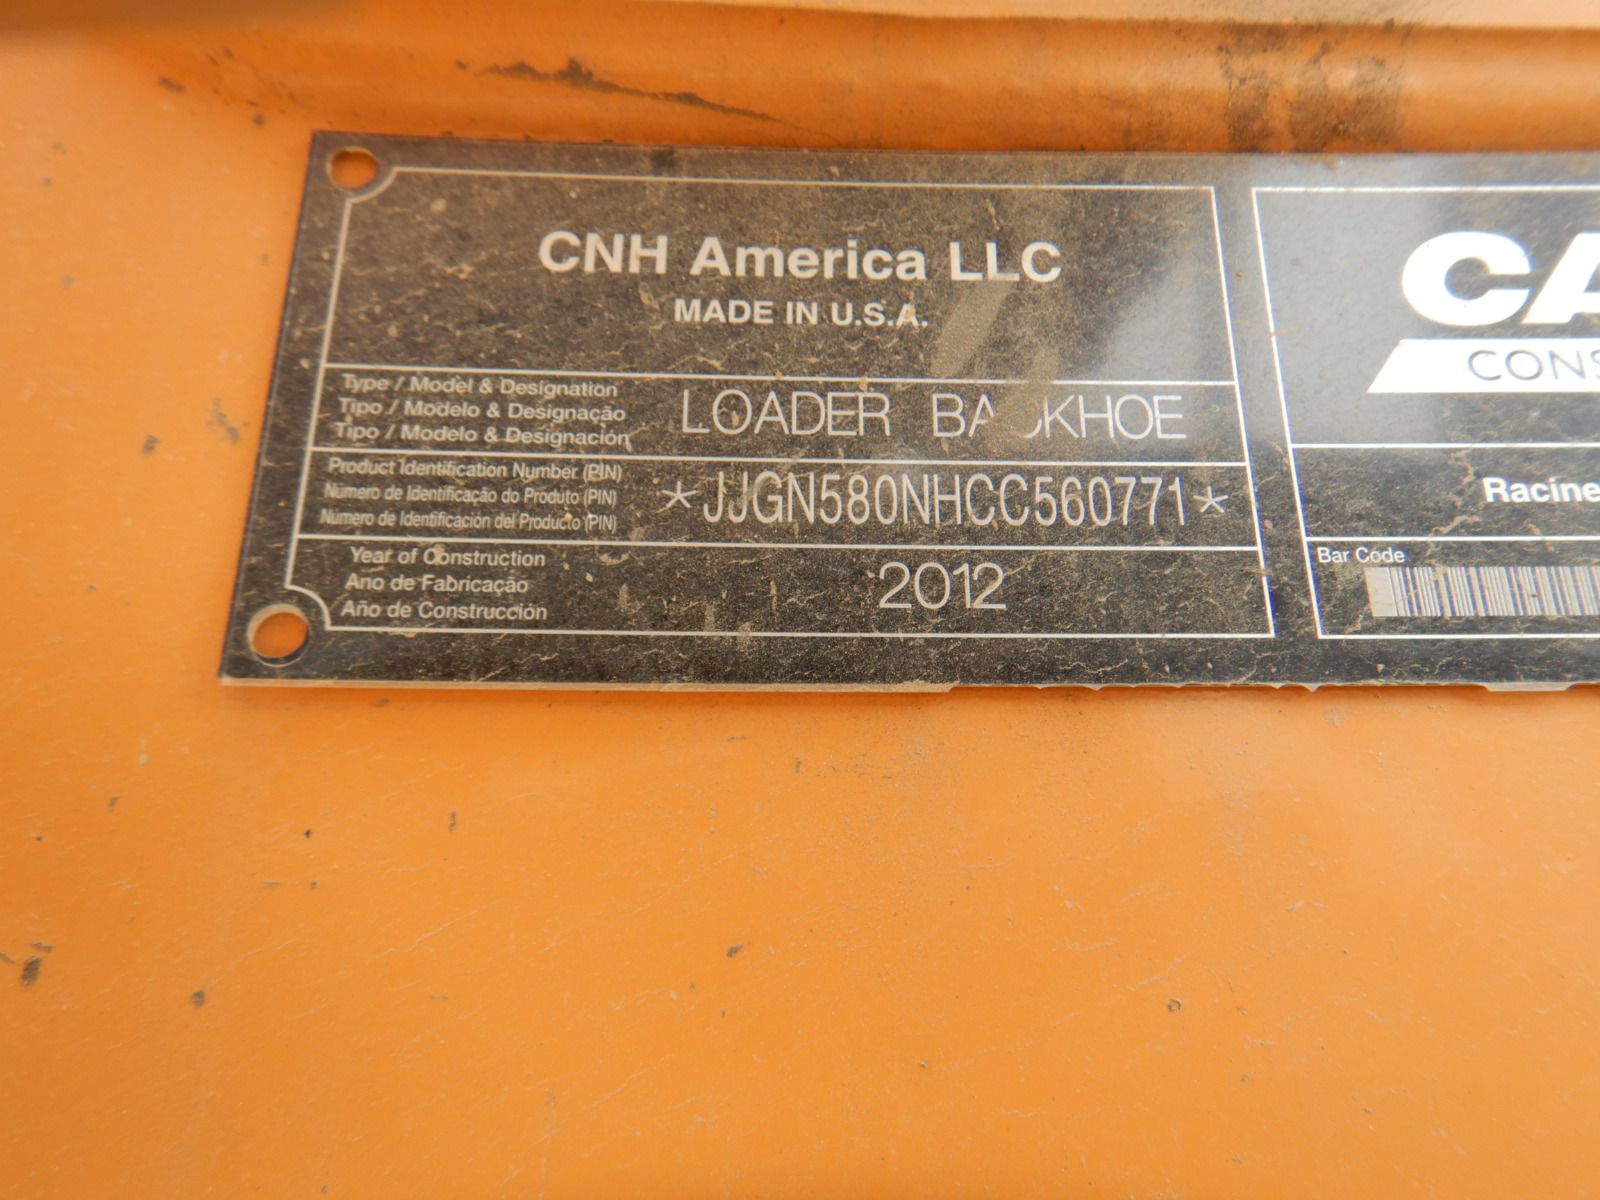 CNH America LLC
MADE IN U.S.A.
Type / Model & Designation
Tipo / Modelo & Designação
Tipo / Modelo & Designación
LOADER BACKHOE
Product Identification Number (PIN)
Número de Identificação do Produto (PIN)
Número de Identificación del Producto (PIN)
*JJGN580NHCC560771*
Year of Construction
Ano de Fabricação
Año de Construcción
2012
CA
CONS
Racine
Bar Code